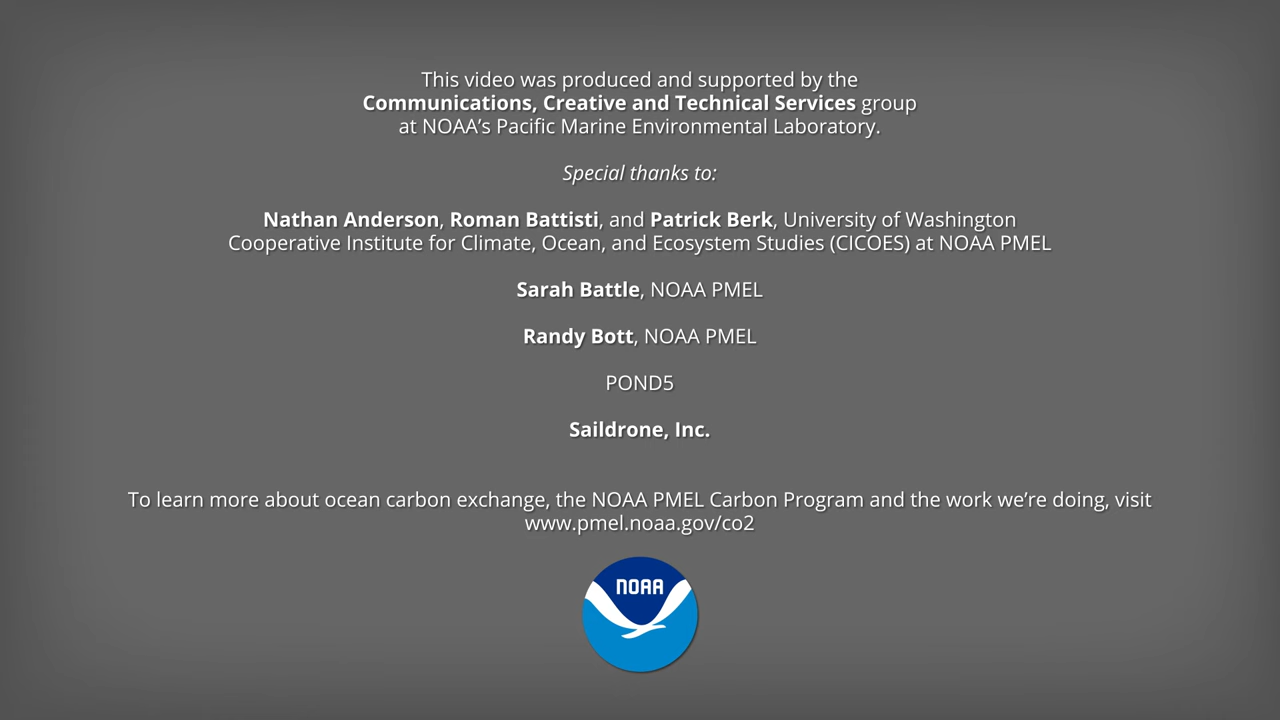 This video was produced and supported by the
Communications, Creative and Technical Services group
at NOAA’s Pacific Marine Environmental Laboratory.
Special thanks to:
Nathan Anderson, Roman Battisti, and Patrick Berk, University of Washington
Cooperative Institute for Climate, Ocean, and Ecosystem Studies (CICOES) at NOAA PMEL
Sarah Battle, NOAA PMEL
Randy Bott, NOAA PMEL
POND5
Saildrone, Inc.
To learn more about ocean carbon exchange, the NOAA PMEL Carbon Program and the work we’re doing, visit
www.pmel.noaa.gov/co2
NOAA